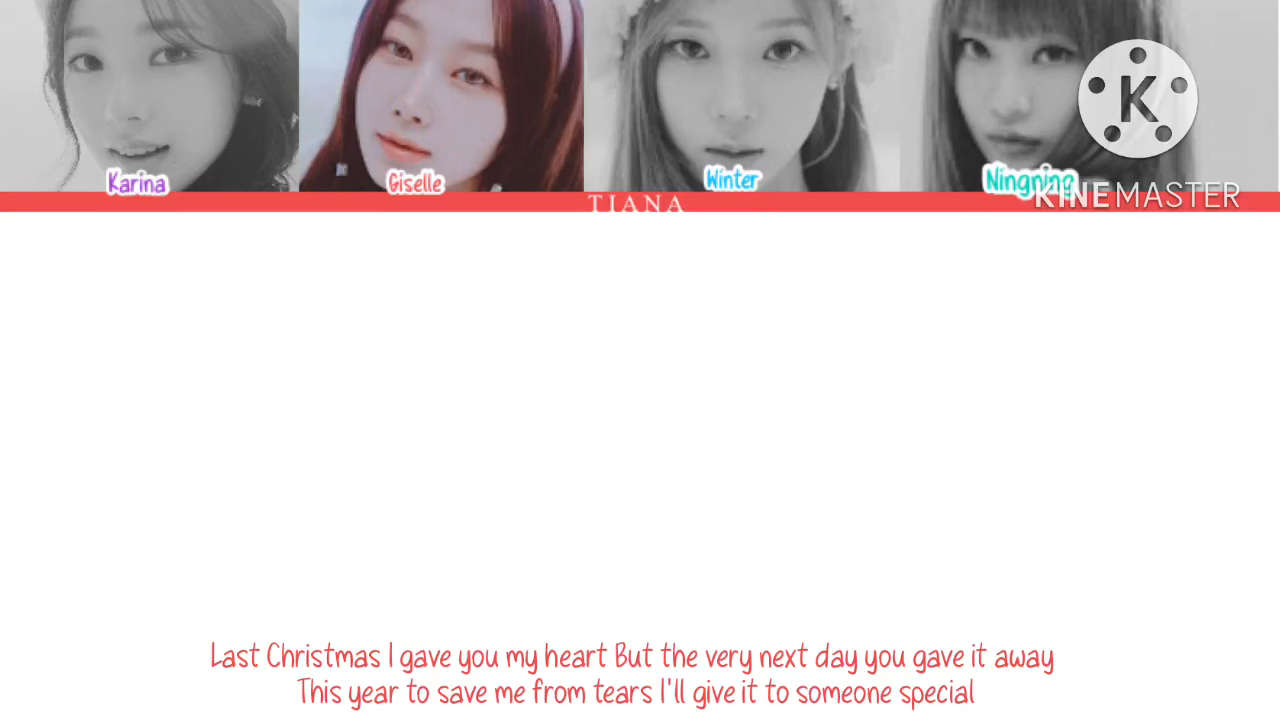 K
Karina
Giselle
Winter
Ningning
KINEMASTER
TIANA
Last Christmas I gave you my heart But the very next day you gave it away
This year to save me from tears I'll give it to someone special